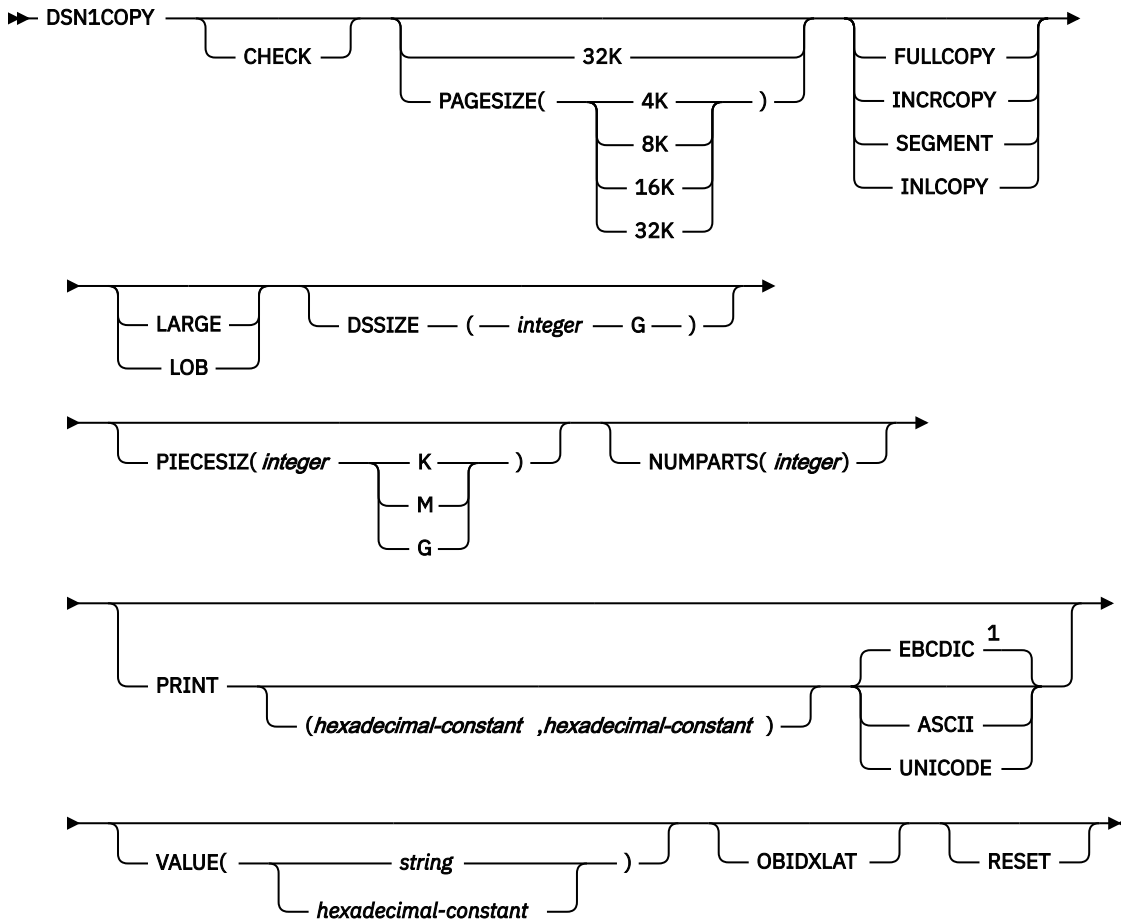 DSN1COPY
CHECK
32K
PAGESIZE( 4K )
8K
16K
32K
FULLCOPY
INCRCOPY
SEGMENT
INLCOPY
LARGE
LOB
DSSIZE ( integer G )
PIECESIZ( integer K )
M
G
NUMPARTS( integer)
PRINT
(hexadecimal-constant ,hexadecimal-constant )
EBCDIC 1
ASCII
UNICODE
VALUE( string )
hexadecimal-constant
OBIDXLAT
RESET